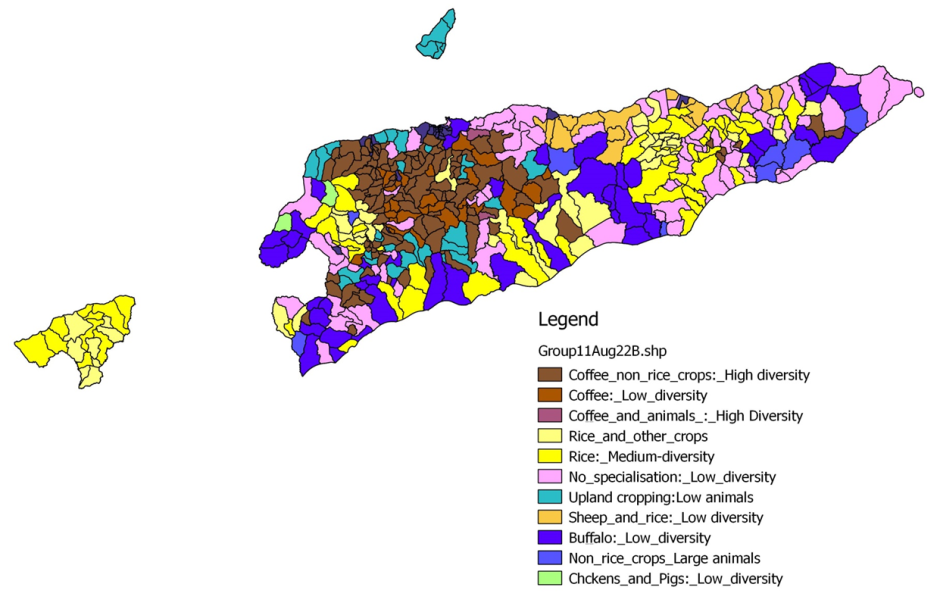 Legend
Group11Aug22B.shp
Coffee_non_rice_crops:_High diversity
Coffee:_Low_diversity
Coffee_and_animals_:_High Diversity
Rice_and_other_crops
Rice:_Medium-diversity
No_specialisation:_Low_diversity
Upland cropping:Low animals
Sheep_and_rice:_Low diversity
Buffalo:_Low_diversity
Non_rice_crops_Large animals
Chckens_and_Pigs:_Low_diversity